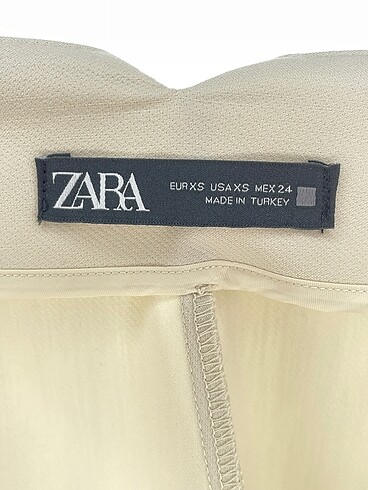 ZARA
EUR XS USA XS MEX 24
MADE IN TURKEY